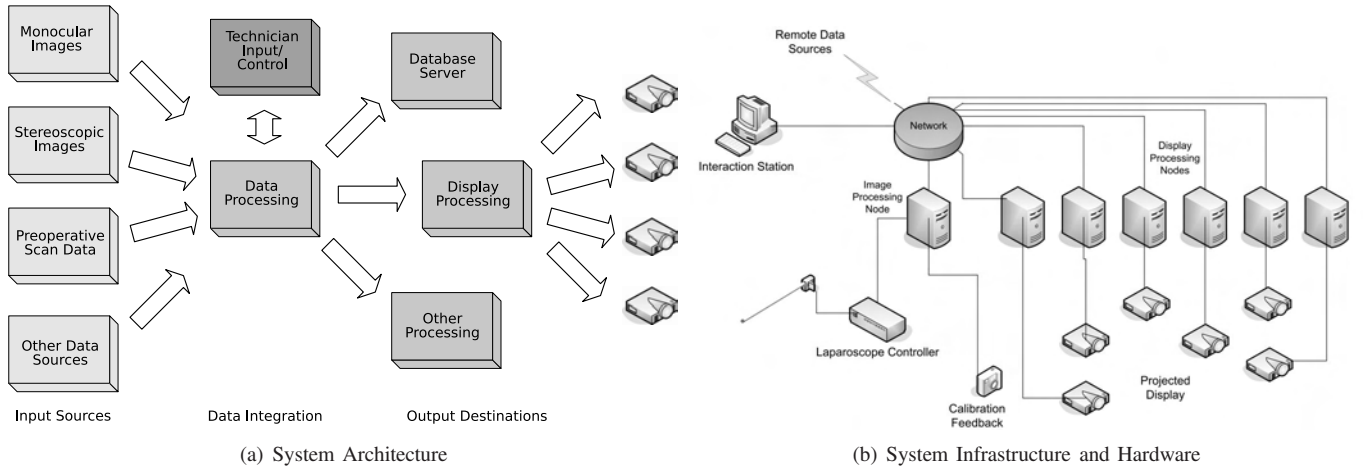 Monocular
Images
Stereoscopic
Images
Preoperative
Scan Data
Other Data
Sources
Input Sources
Technician
Input/
Control
Data
Processing
Data Integration
Database
Server
Display
Processing
Other
Processing
Output Destinations
(a) System Architecture
Remote Data
Sources
Network
Interaction Station
Image
Processing
Node
Display
Processing
Nodes
Laparoscope Controller
Calibration
Feedback
Projected
Display
(b) System Infrastructure and Hardware